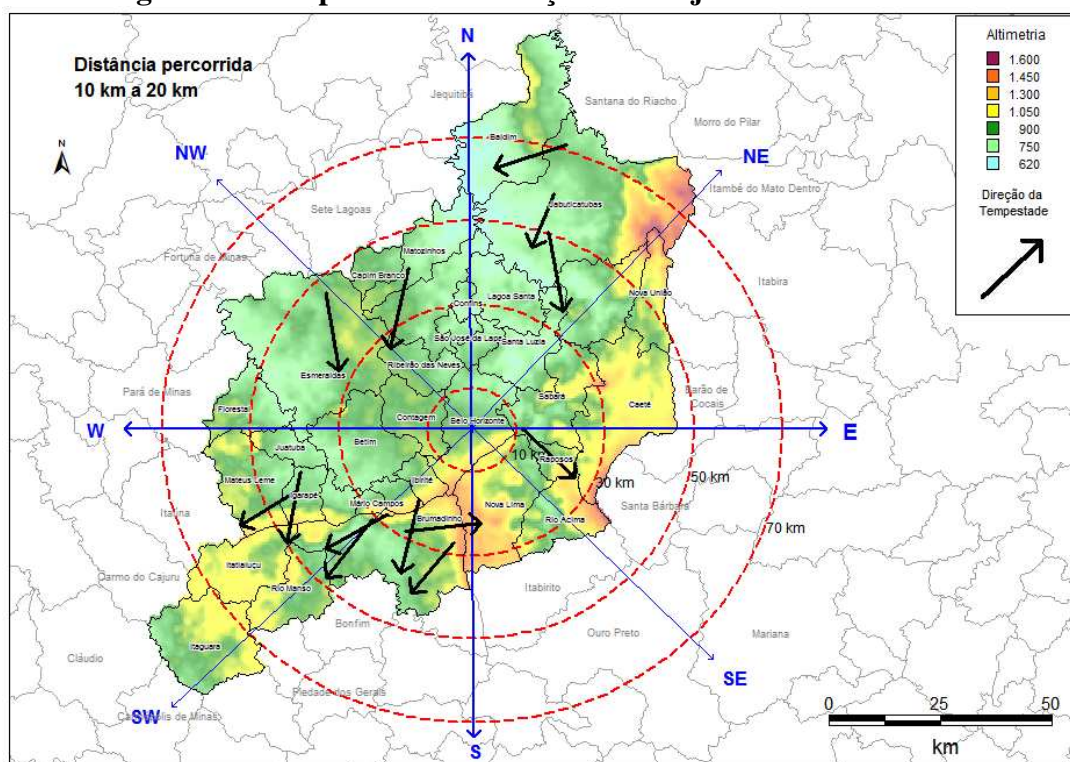 Distância percorrida
10 km a 20 km
N
N
NW
NE
W
E
SW
SE
S
Altimetria
1.600
1.450
1.300
1.050
900
750
620
Direção da
Tempestade
Jequitibá
Santana do Riacho
Morro do Pilar
Baldim
Itambé do Mato Dentro
Sete Lagoas
Jabuticatubas
Fortuna de Minas
Matozinhos
Capim Branco
Itabira
Nova União
Confins
Lagoa Santa
São José da Lapa
Santa Luzia
Ribeirão das Neves
Esmeraldas
Pará de Minas
Sabará
Caeté
Barão de
Cocais
Florestal
Contagem
Belo Horizonte
Betim
Juatuba
10 km
Raposos
Mateus Leme
Igarapé
Ibirité
30 km
50 km
70 km
Mário Campos
Nova Lima
Santa Bárbara
Itaúna
Brumadinho
Rio Acima
Carmo do Cajuru
Itatiaiuçu
Rio Manso
Itabirito
Bonfim
Ouro Preto
Mariana
Itaguara
Cláudio
Piedade dos Gerais
0 25 50
km